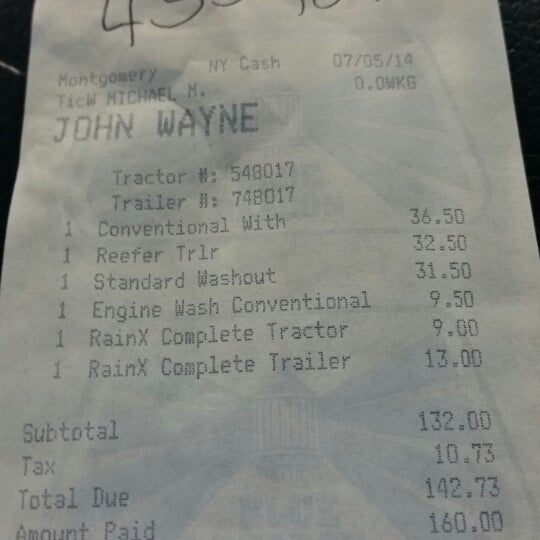 Montgomery NY Cash 07/05/14
TicW MICHAEL M. 0.0WKG
JOHN WAYNE
Tractor #: 548017
Trailer #: 748017
1 Conventional With 36.50
1 Reefer Trlr 32.50
1 Standard Washout 31.50
1 Engine Wash Conventional 9.50
1 RainX Complete Tractor 9.00
1 RainX Complete Trailer 13.00
Subtotal 132.00
Tax 10.73
Total Due 142.73
Amount Paid 160.00